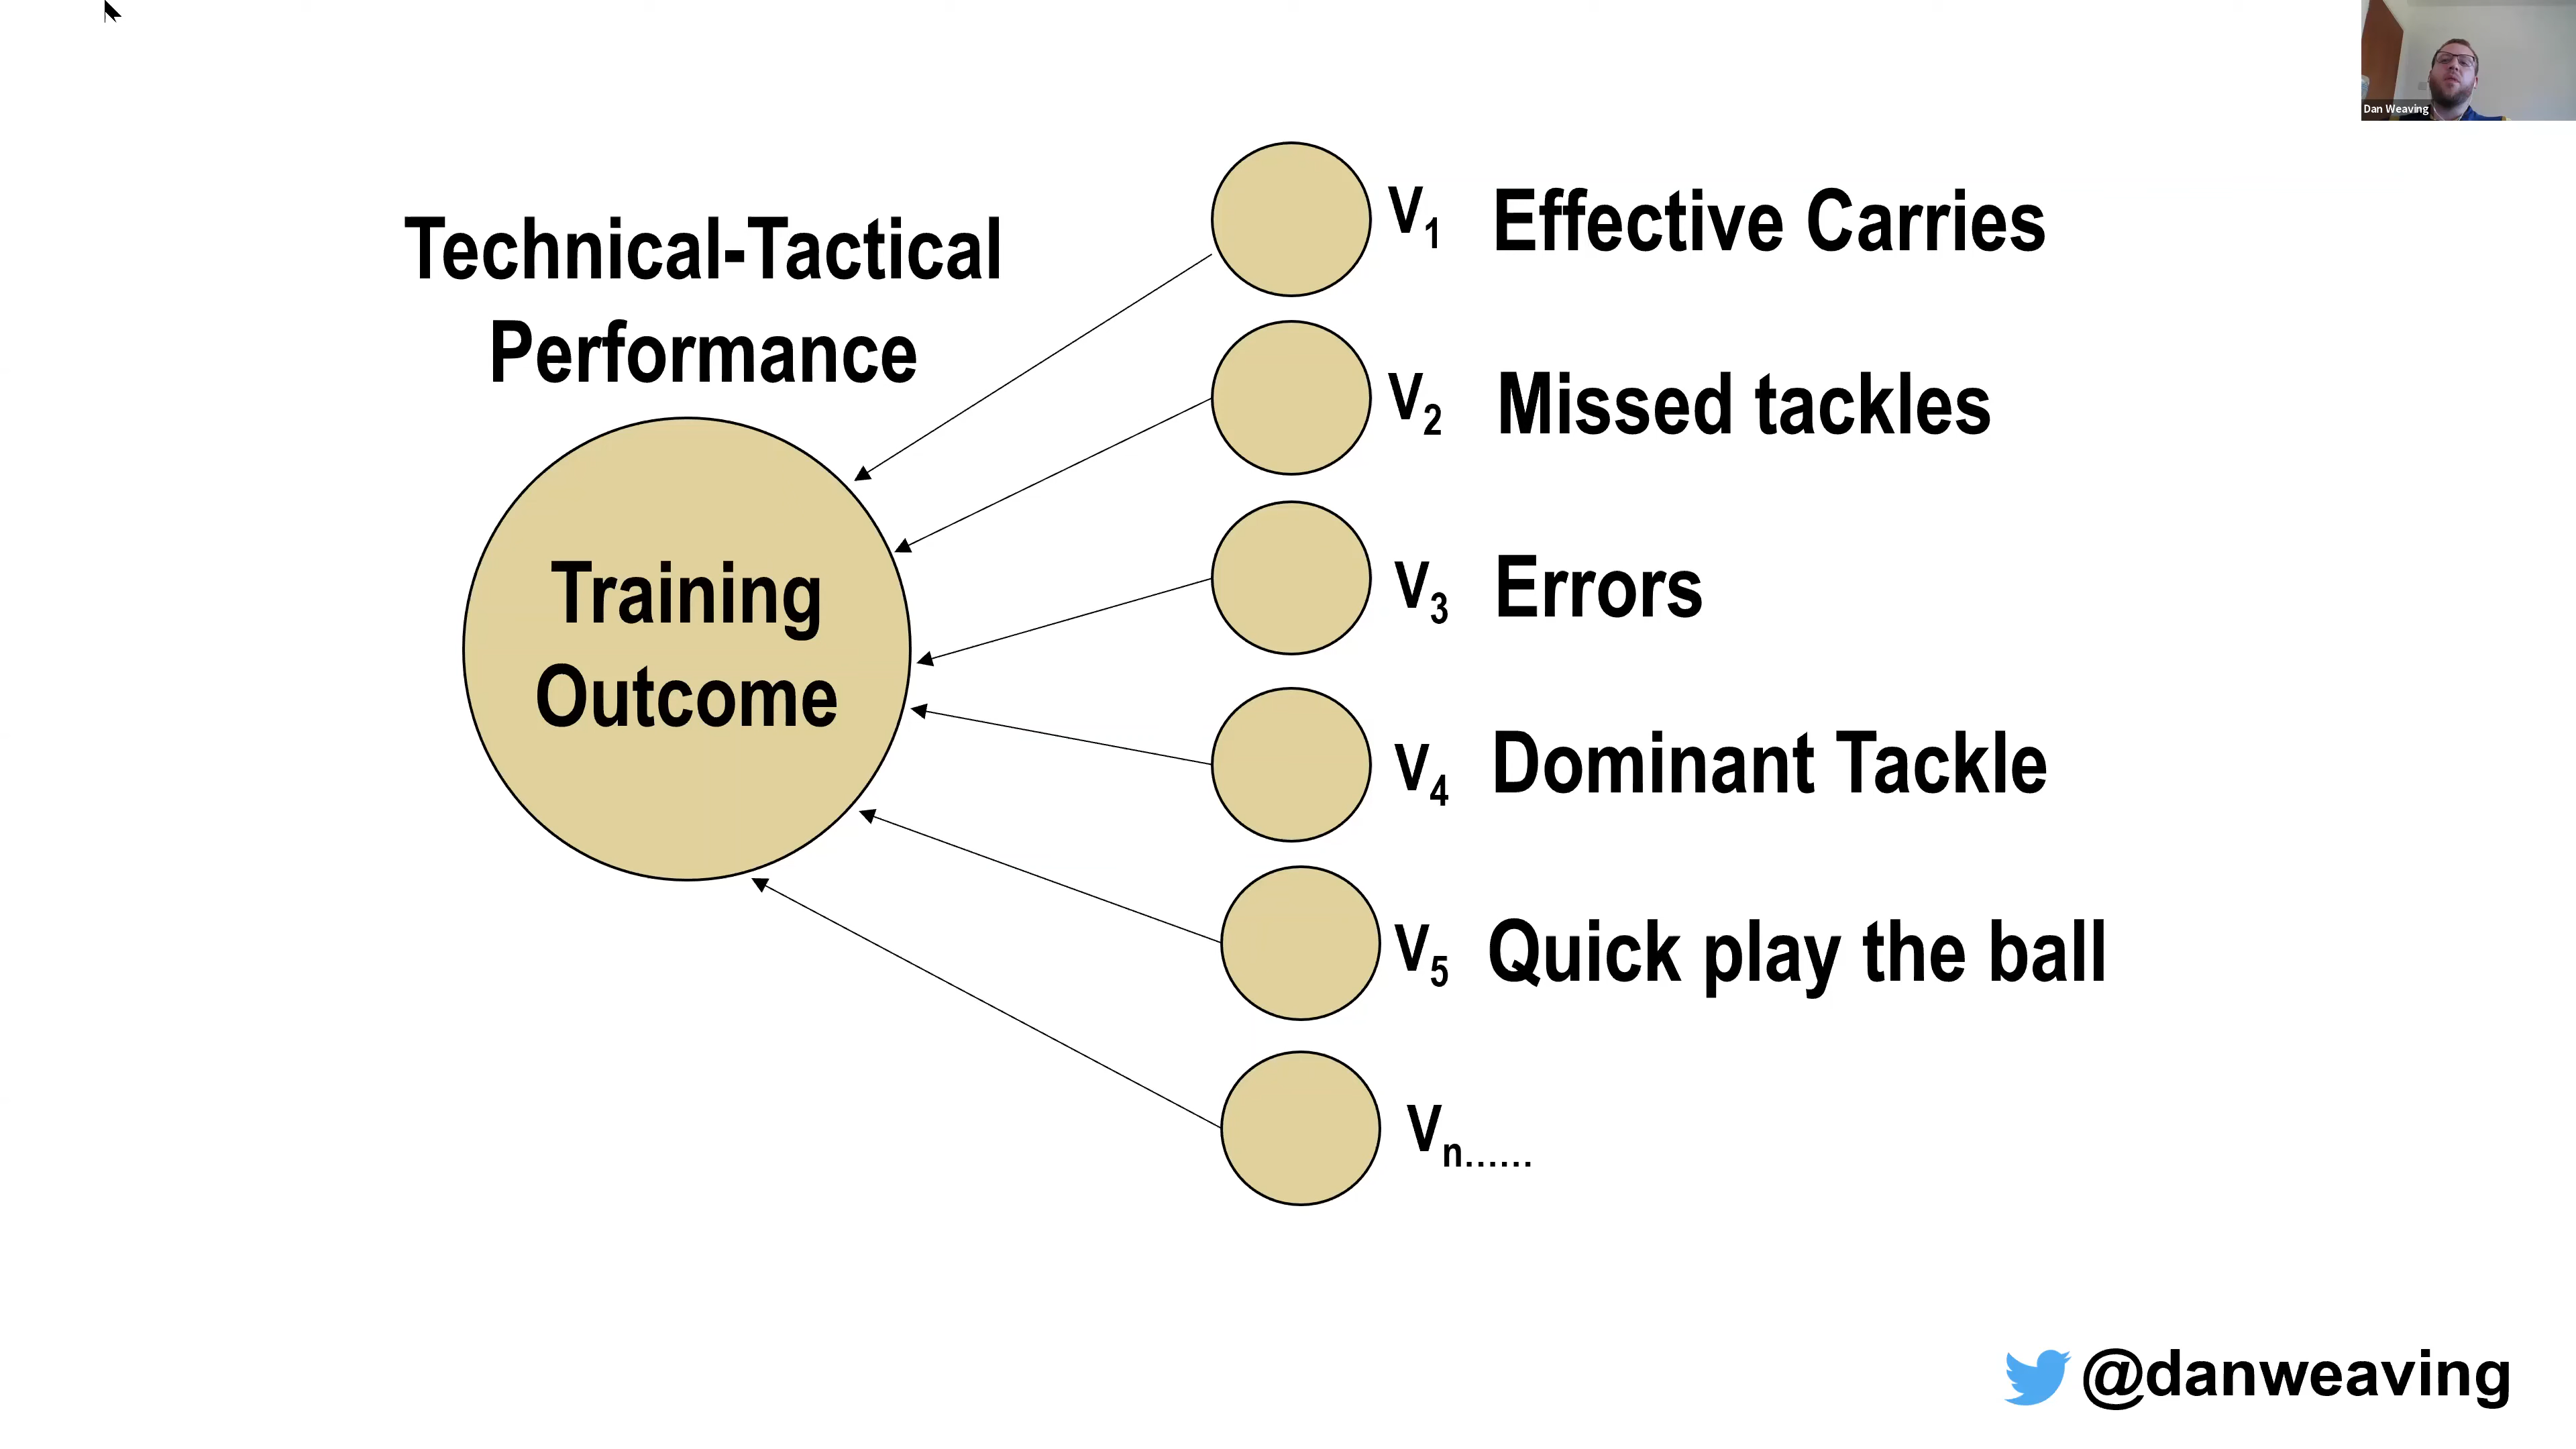 Dan Weaving
Technical-Tactical
Performance
Training
Outcome
V1 Effective Carries
V2 Missed tackles
V3 Errors
V4 Dominant Tackle
V5 Quick play the ball
Vn......
@danweaving